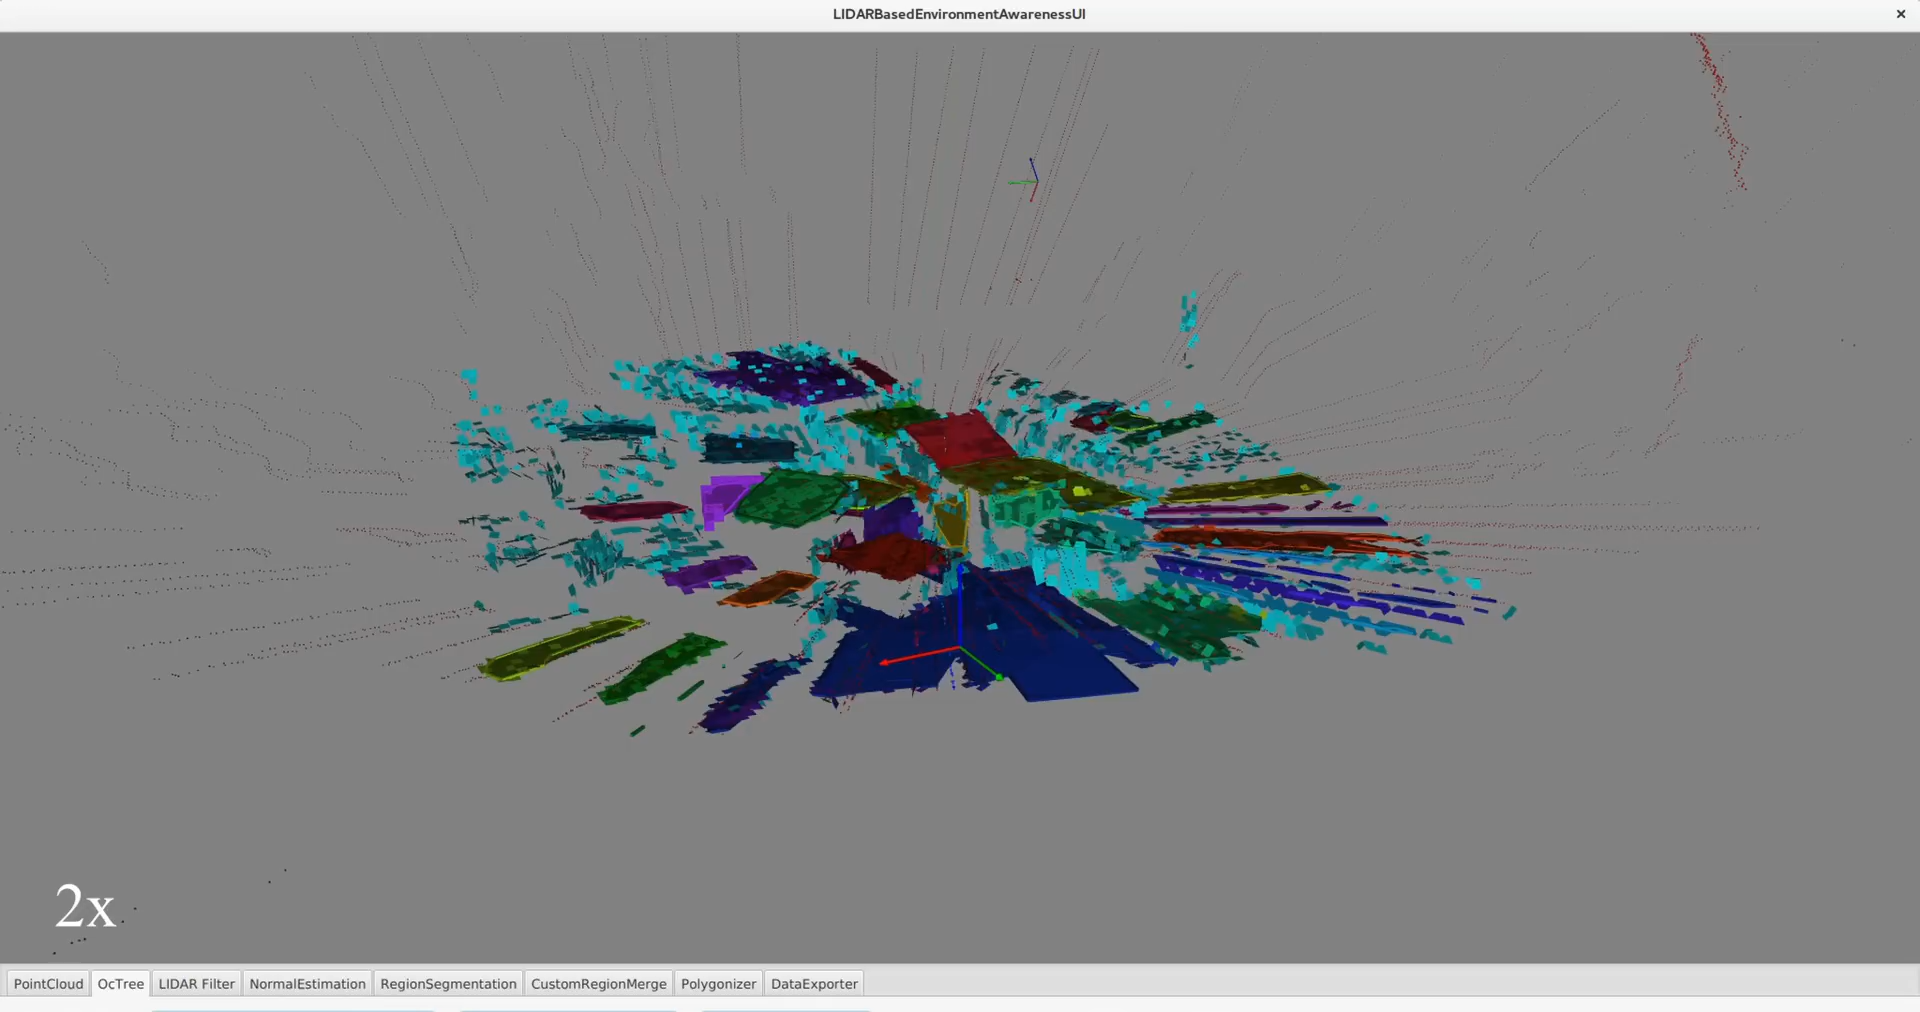 LIDARBasedEnvironmentAwarenessUI
2x
PointCloud OcTree LIDAR Filter NormalEstimation RegionSegmentation CustomRegionMerge Polygonizer DataExporter